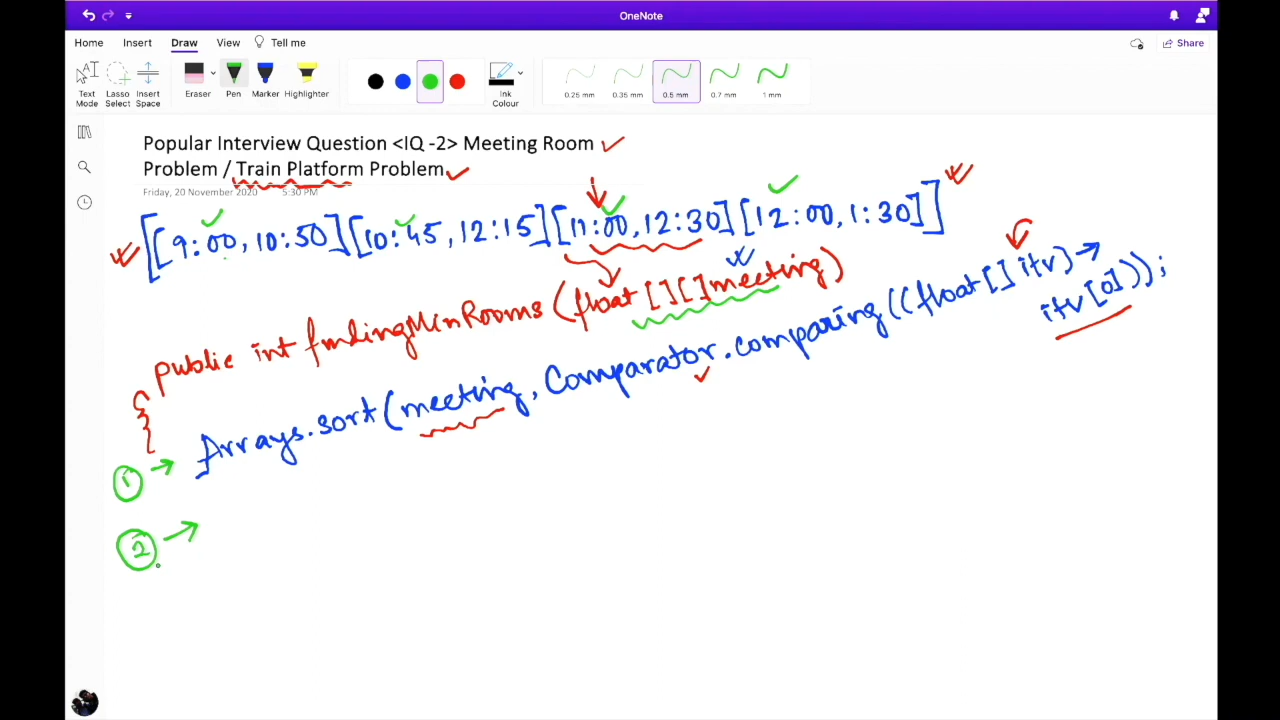 OneNote
Home Insert Draw View Tell me Share
Text Mode Lasso Select Insert Space Eraser Pen Marker Highlighter Ink Colour 0.25 mm 0.35 mm 0.5 mm 0.7 mm 1 mm
Popular Interview Question <IQ -2> Meeting Room
Problem / Train Platform Problem
Friday, 20 November 2020 5:30 PM
[[9:00, 10:50][10:45, 12:15][11:00, 12:30][12:00, 1:30]]
public int findingMinRooms (float[][]meeting)
{
Arrays.sort(meeting, Comparator.comparing((float[] itv) →
itv[0]));
1 →
2 →